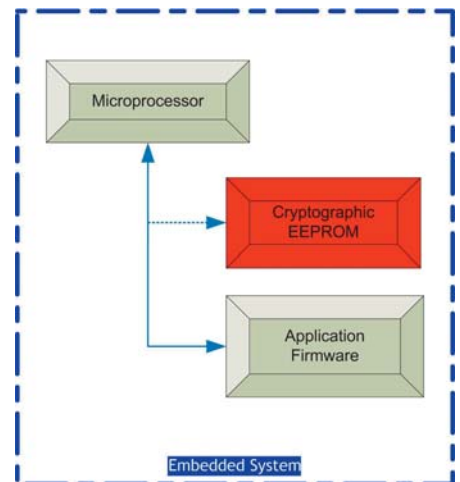 Microprocessor
Cryptographic
EEPROM
Application
Firmware
Embedded System